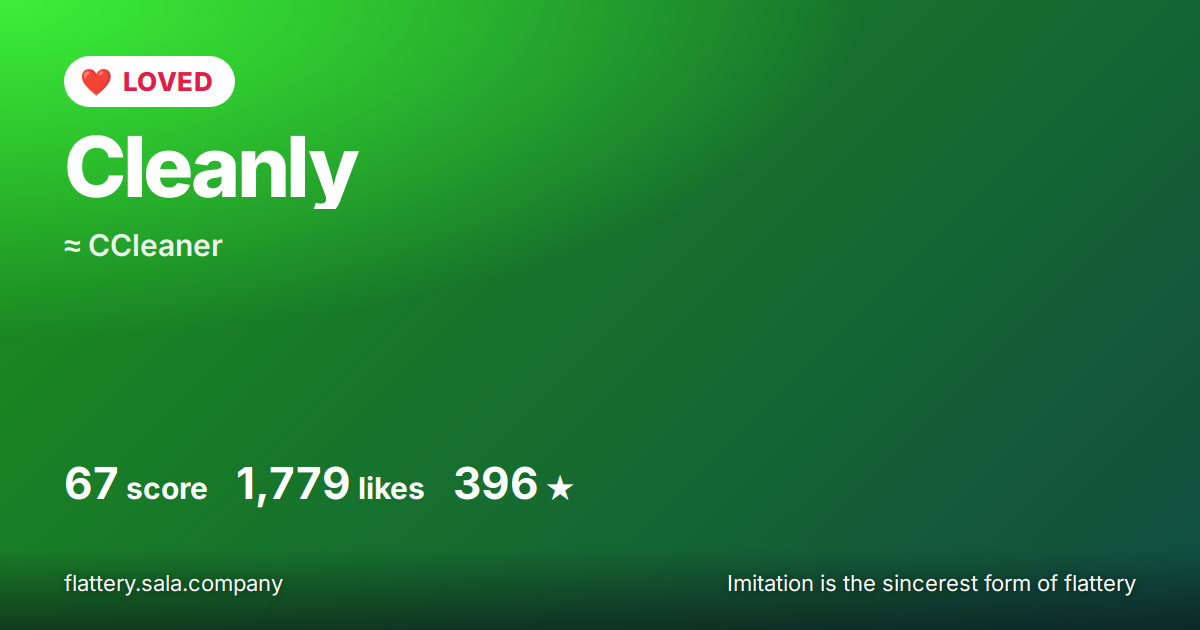 ❤️ LOVED
Cleanly
≈ CCleaner
67 score 1,779 likes 396 ★
flattery.sala.company
Imitation is the sincerest form of flattery